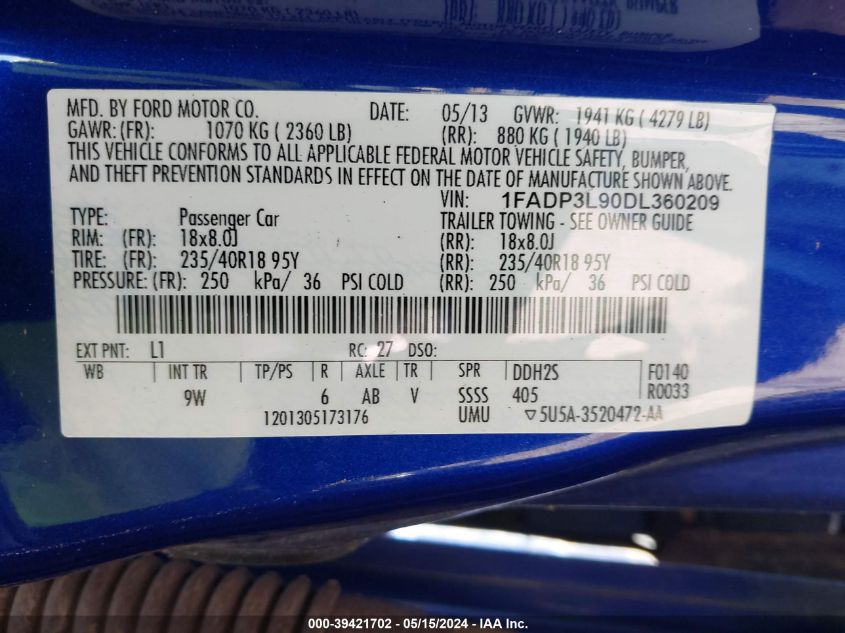 MFD. BY FORD MOTOR CO. DATE: 05/13 GVWR: 1941 KG ( 4279 LB)
GAWR: (FR): 1070 KG ( 2360 LB) (RR): 880 KG ( 1940 LB)
THIS VEHICLE CONFORMS TO ALL APPLICABLE FEDERAL MOTOR VEHICLE SAFETY, BUMPER,
AND THEFT PREVENTION STANDARDS IN EFFECT ON THE DATE OF MANUFACTURE SHOWN ABOVE.
VIN: 1FADP3L90DL360209
TYPE: Passenger Car TRAILER TOWING - SEE OWNER GUIDE
RIM: (FR): 18x8.0J (RR): 18x8.0J
TIRE: (FR): 235/40R18 95Y (RR): 235/40R18 95Y
PRESSURE: (FR): 250 kPa/ 36 PSI COLD (RR): 250 kPa/ 36 PSI COLD
EXT PNT: L1 RC: 27 DSO:
WB INT TR TP/PS R AXLE TR SPR DDH2S F0140
9W 6 AB V SSSS 405 R0033
1201305173176 UMU ▽5U5A-3520472-AA
000-39421702 - 05/15/2024 - IAA Inc.